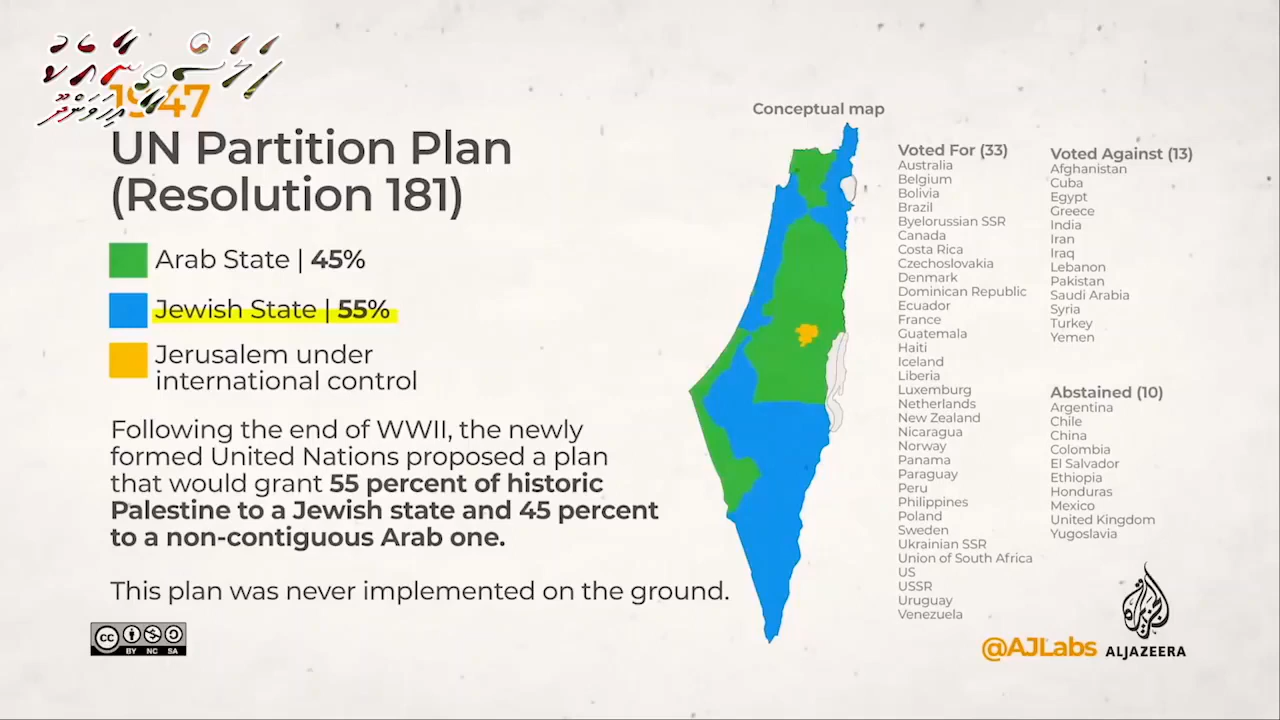 ފަލަސްޠީނާއެކު
އިހަވަންދޫ
1947
UN Partition Plan
(Resolution 181)
Arab State | 45%
Jewish State | 55%
Jerusalem under
international control
Following the end of WWII, the newly
formed United Nations proposed a plan
that would grant 55 percent of historic
Palestine to a Jewish state and 45 percent
to a non-contiguous Arab one.
This plan was never implemented on the ground.
cc
BY NC SA
Conceptual map
Voted For (33)
Australia
Belgium
Bolivia
Brazil
Byelorussian SSR
Canada
Costa Rica
Czechoslovakia
Denmark
Dominican Republic
Ecuador
France
Guatemala
Haiti
Iceland
Liberia
Luxemburg
Netherlands
New Zealand
Nicaragua
Norway
Panama
Paraguay
Peru
Philippines
Poland
Sweden
Ukrainian SSR
Union of South Africa
US
USSR
Uruguay
Venezuela
Voted Against (13)
Afghanistan
Cuba
Egypt
Greece
India
Iran
Iraq
Lebanon
Pakistan
Saudi Arabia
Syria
Turkey
Yemen
Abstained (10)
Argentina
Chile
China
Colombia
El Salvador
Ethiopia
Honduras
Mexico
United Kingdom
Yugoslavia
@AJLabs
الجزيرة
ALJAZEERA